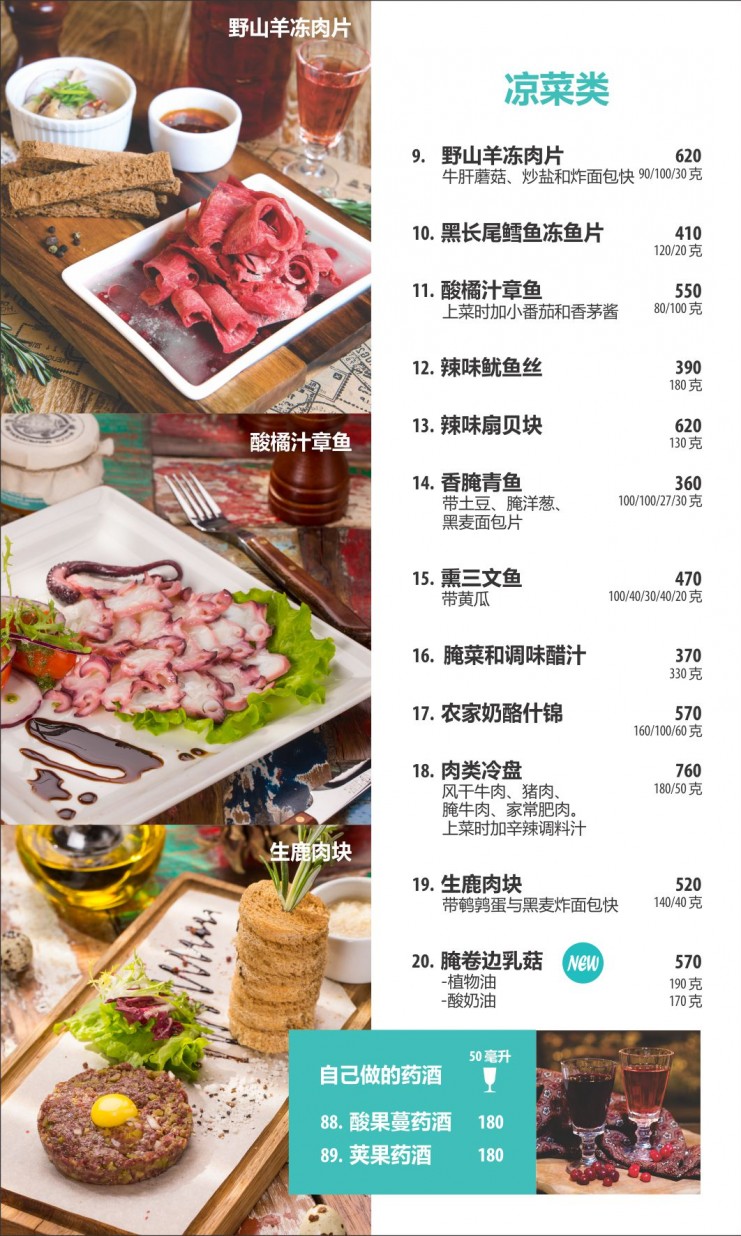 野山羊冻肉片
酸橘汁章鱼
生鹿肉块
凉菜类
9. 野山羊冻肉片 620
牛肝蘑菇、炒盐和炸面包快 90/100/30 克
10. 黑长尾鳕鱼冻鱼片 410
120/20 克
11. 酸橘汁章鱼 550
上菜时加小番茄和香茅酱 80/100 克
12. 辣味鱿鱼丝 390
180 克
13. 辣味扇贝块 620
130 克
14. 香腌青鱼 360
带土豆、腌洋葱、 100/100/27/30 克
黑麦面包片
15. 熏三文鱼 470
带黄瓜 100/40/30/40/20 克
16. 腌菜和调味醋汁 370
330 克
17. 农家奶酪什锦 570
160/100/60 克
18. 肉类冷盘 760
风干牛肉、猪肉、 180/50 克
腌牛肉、家常肥肉。
上菜时加辛辣调料汁
19. 生鹿肉块 520
带鹌鹑蛋与黑麦炸面包快 140/40 克
20. 腌卷边乳菇 NEW 570
-植物油 190 克
-酸奶油 170 克
自己做的药酒 50 毫升
88. 酸果蔓药酒 180
89. 荚果药酒 180